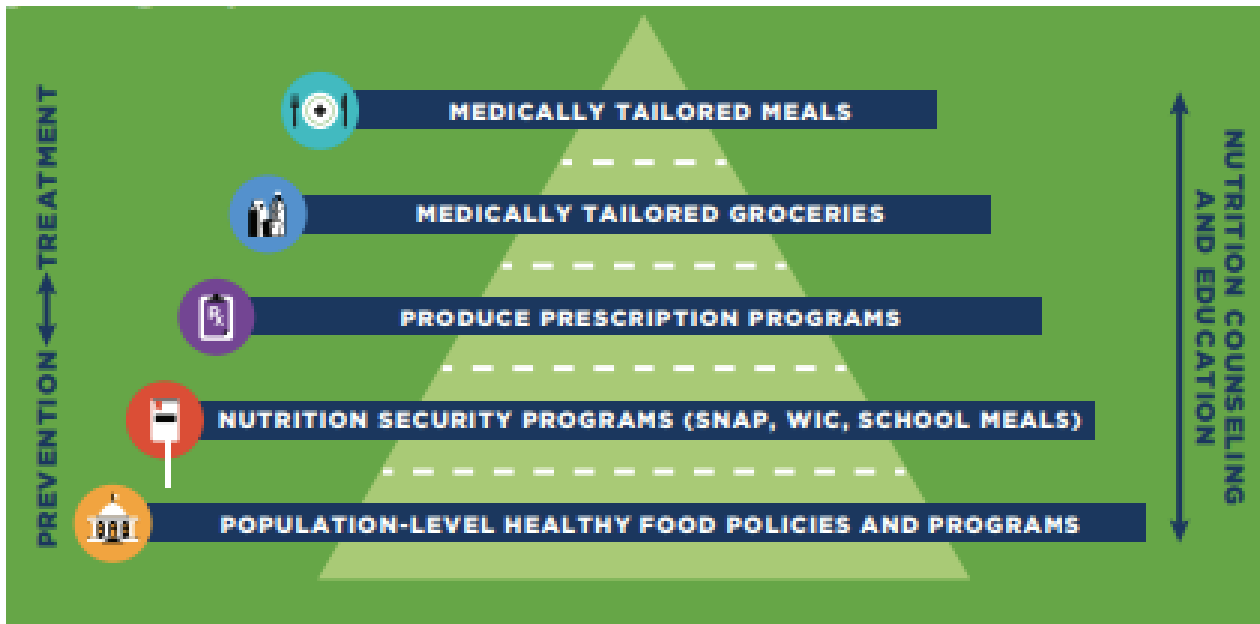 MEDICALLY TAILORED MEALS
MEDICALLY TAILORED GROCERIES
PRODUCE PRESCRIPTION PROGRAMS
NUTRITION SECURITY PROGRAMS (SNAP, WIC, SCHOOL MEALS)
POPULATION-LEVEL HEALTHY FOOD POLICIES AND PROGRAMS
PREVENTION
TREATMENT
NUTRITION COUNSELING
AND EDUCATION
Rx